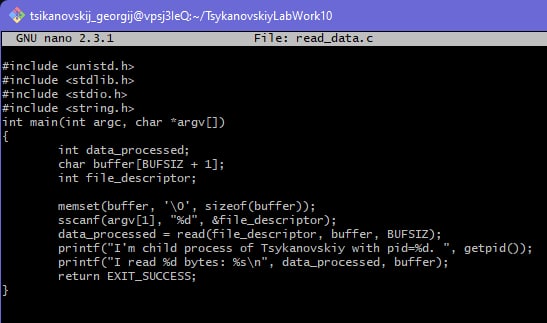 tsikanovskij_georgij@vpsj3leQ:~/TsykanovskiyLabWork10
GNU nano 2.3.1 File: read_data.c
#include <unistd.h>
#include <stdlib.h>
#include <stdio.h>
#include <string.h>
int main(int argc, char *argv[])
{
int data_processed;
char buffer[BUFSIZ + 1];
int file_descriptor;
memset(buffer, '\0', sizeof(buffer));
sscanf(argv[1], "%d", &file_descriptor);
data_processed = read(file_descriptor, buffer, BUFSIZ);
printf("I'm child process of Tsykanovskiy with pid=%d. ", getpid());
printf("I read %d bytes: %s\n", data_processed, buffer);
return EXIT_SUCCESS;
}